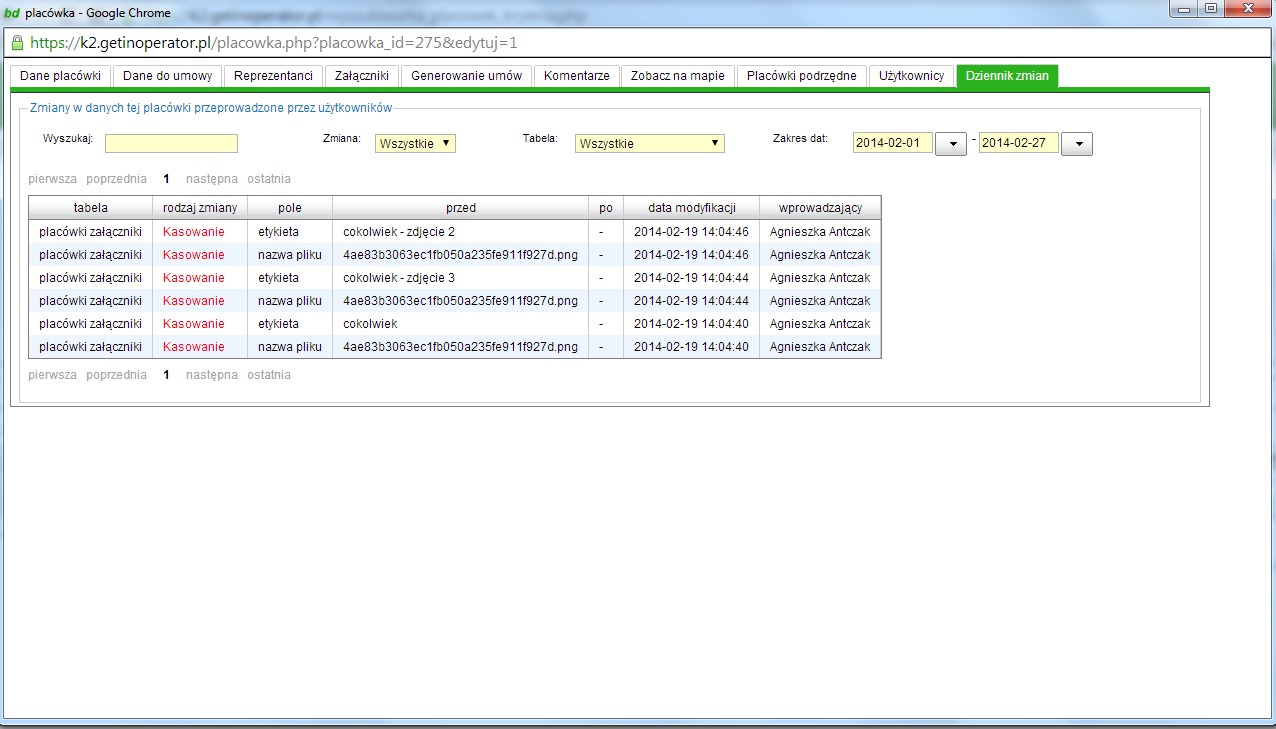 bd placówka - Google Chrome
https://k2.getinoperator.pl/placowka.php?placowka_id=275&edytuj=1
Dane placówki Dane do umowy Reprezentanci Załączniki Generowanie umów Komentarze Zobacz na mapie Placówki podrzędne Użytkownicy Dziennik zmian
Zmiany w danych tej placówki przeprowadzone przez użytkowników
Wyszukaj: Zmiana: Wszystkie Tabela: Wszystkie Zakres dat: 2014-02-01 - 2014-02-27
pierwsza poprzednia 1 następna ostatnia
tabela rodzaj zmiany pole przed po data modyfikacji wprowadzający
placówki załączniki Kasowanie etykieta cokolwiek - zdjęcie 2 - 2014-02-19 14:04:46 Agnieszka Antczak
placówki załączniki Kasowanie nazwa pliku 4ae83b3063ec1fb050a235fe911f927d.png - 2014-02-19 14:04:46 Agnieszka Antczak
placówki załączniki Kasowanie etykieta cokolwiek - zdjęcie 3 - 2014-02-19 14:04:44 Agnieszka Antczak
placówki załączniki Kasowanie nazwa pliku 4ae83b3063ec1fb050a235fe911f927d.png - 2014-02-19 14:04:44 Agnieszka Antczak
placówki załączniki Kasowanie etykieta cokolwiek - 2014-02-19 14:04:40 Agnieszka Antczak
placówki załączniki Kasowanie nazwa pliku 4ae83b3063ec1fb050a235fe911f927d.png - 2014-02-19 14:04:40 Agnieszka Antczak
pierwsza poprzednia 1 następna ostatnia